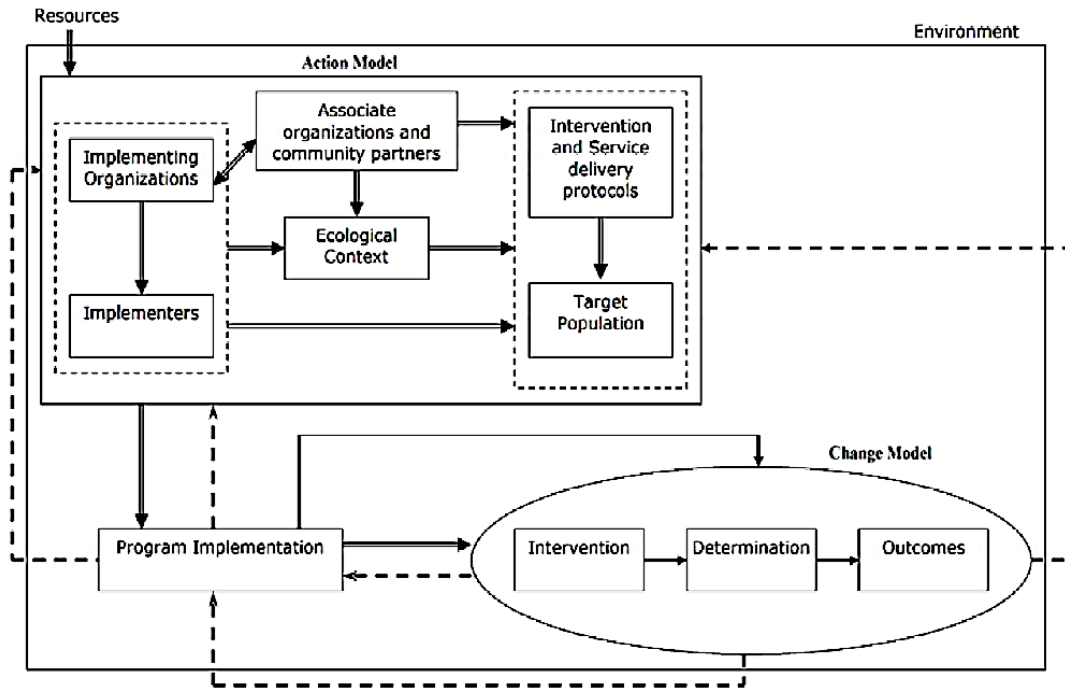 Resources
Environment
Action Model
Associate
organizations and
community partners
Implementing
Organizations
Intervention
and Service
delivery
protocols
Ecological
Context
Implementers
Target
Population
Change Model
Program Implementation
Intervention
Determination
Outcomes